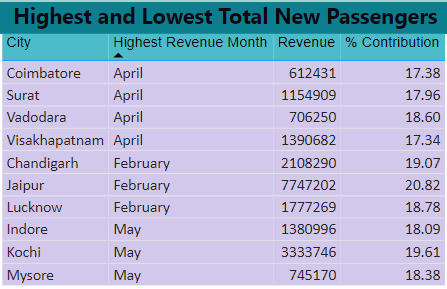 Highest and Lowest Total New Passengers
City Highest Revenue Month Revenue % Contribution
Coimbatore April 612431 17.38
Surat April 1154909 17.96
Vadodara April 706250 18.60
Visakhapatnam April 1390682 17.34
Chandigarh February 2108290 19.07
Jaipur February 7747202 20.82
Lucknow February 1777269 18.78
Indore May 1380996 18.09
Kochi May 3333746 19.61
Mysore May 745170 18.38